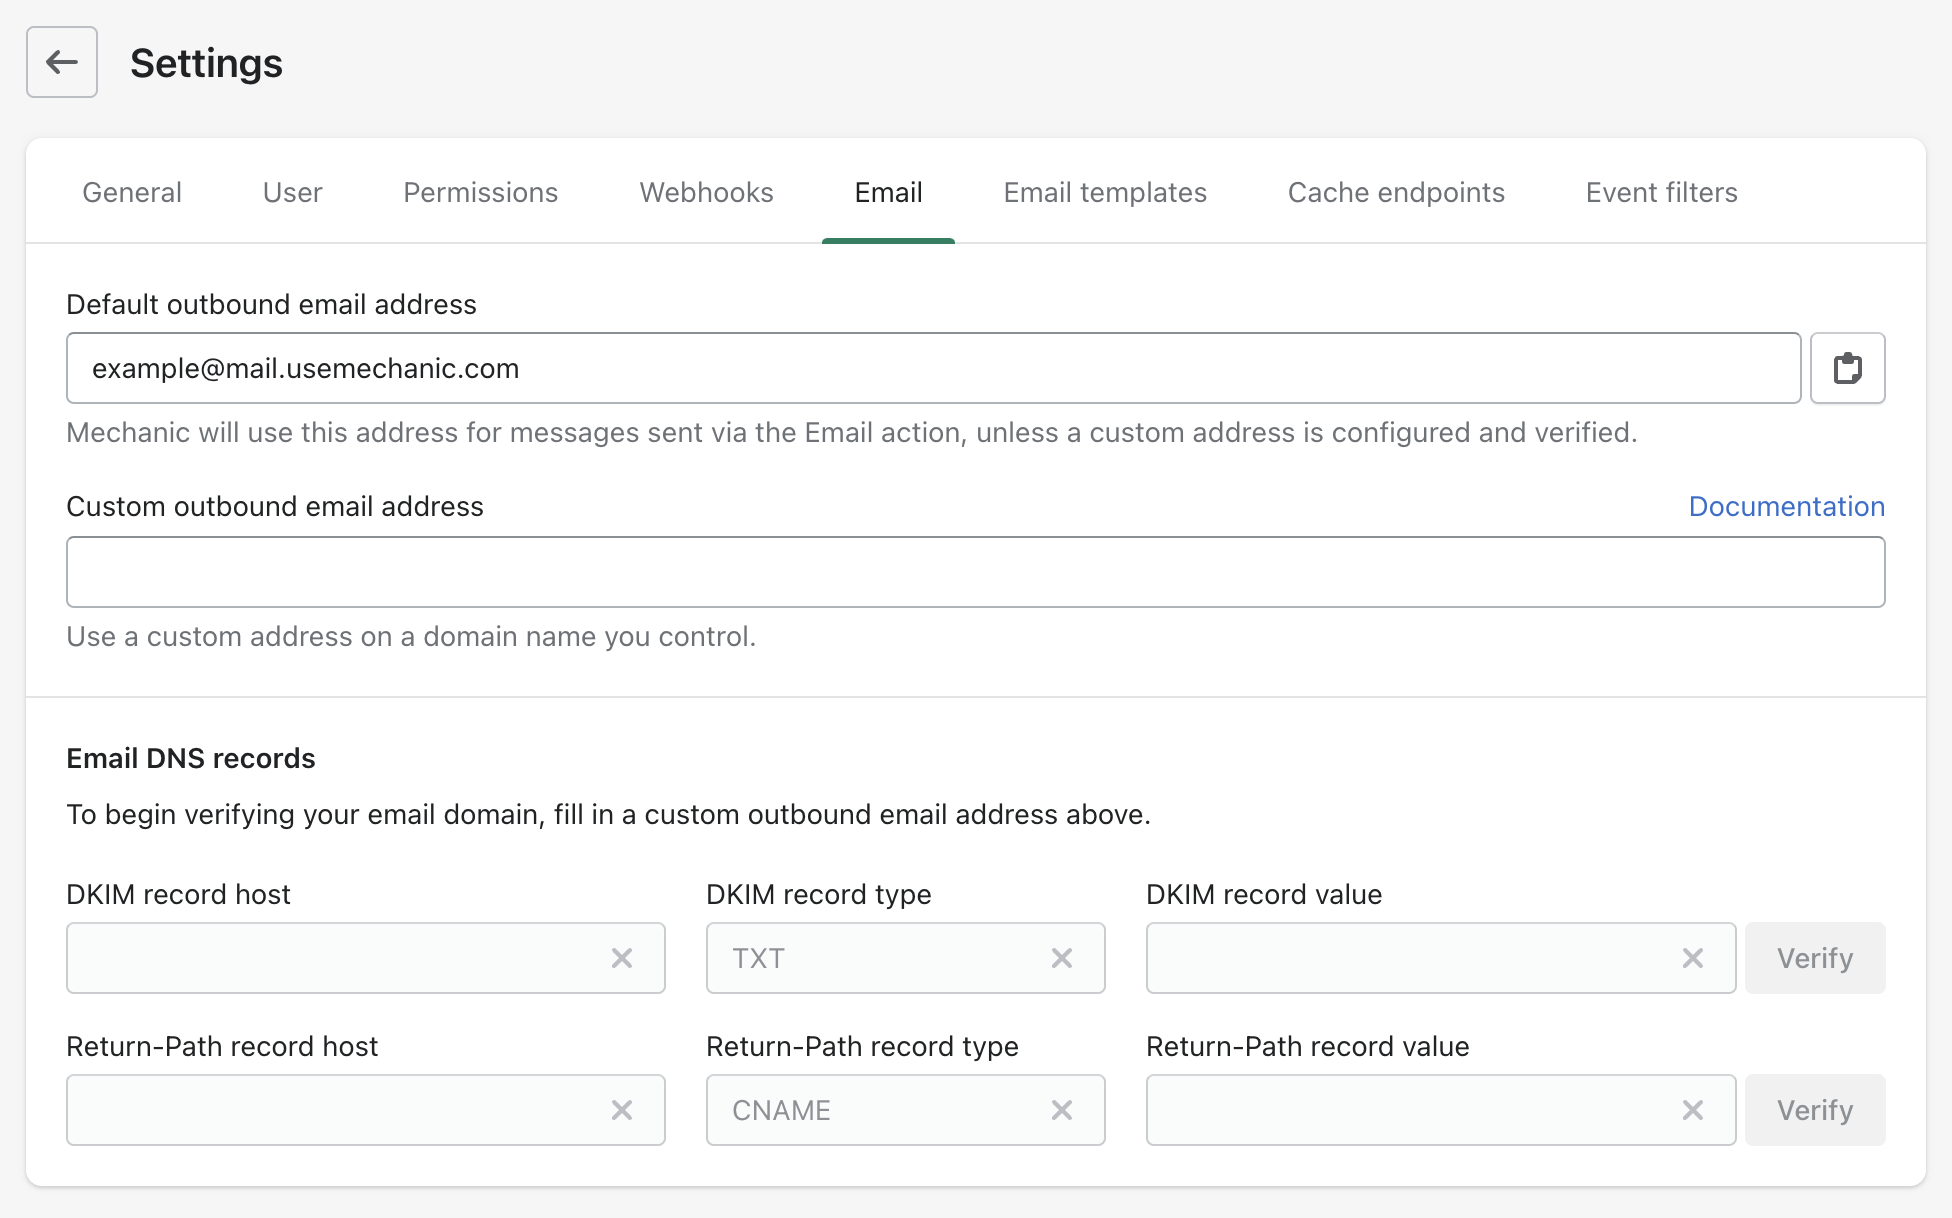 Settings
General User Permissions Webhooks Email Email templates Cache endpoints Event filters
Default outbound email address
example@mail.usemechanic.com
Mechanic will use this address for messages sent via the Email action, unless a custom address is configured and verified.
Custom outbound email address Documentation
Use a custom address on a domain name you control.
Email DNS records
To begin verifying your email domain, fill in a custom outbound email address above.
DKIM record host DKIM record type DKIM record value
TXT Verify
Return-Path record host Return-Path record type Return-Path record value
CNAME Verify